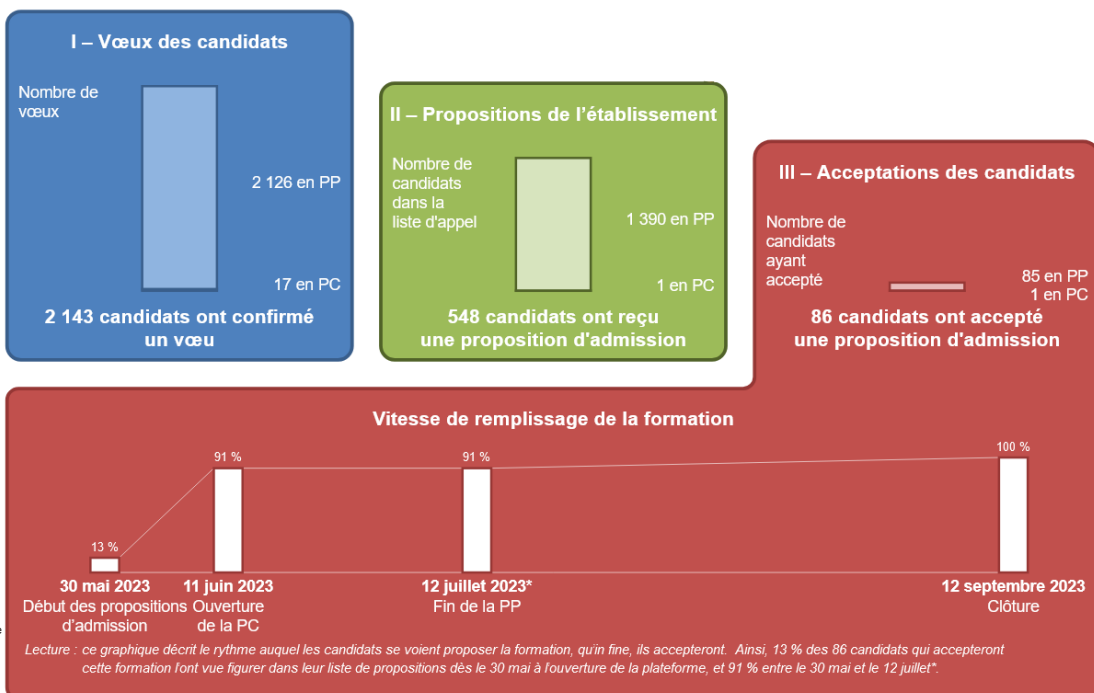 I – Vœux des candidats
Nombre de
vœux
2 126 en PP
17 en PC
2 143 candidats ont confirmé
un vœu
II – Propositions de l'établissement
Nombre de
candidats
dans la
liste d'appel
1 390 en PP
1 en PC
548 candidats ont reçu
une proposition d'admission
III – Acceptations des candidats
Nombre de
candidats
ayant
accepté
85 en PP
1 en PC
86 candidats ont accepté
une proposition d'admission
Vitesse de remplissage de la formation
13 %
91 %
91 %
100 %
30 mai 2023
Début des propositions
d'admission
11 juin 2023
Ouverture
de la PC
12 juillet 2023*
Fin de la PP
12 septembre 2023
Clôture
Lecture : ce graphique décrit le rythme auquel les candidats se voient proposer la formation, qu'in fine, ils accepteront. Ainsi, 13 % des 86 candidats qui accepteront
cette formation l'ont vue figurer dans leur liste de propositions dès le 30 mai à l'ouverture de la plateforme, et 91 % entre le 30 mai et le 12 juillet*.